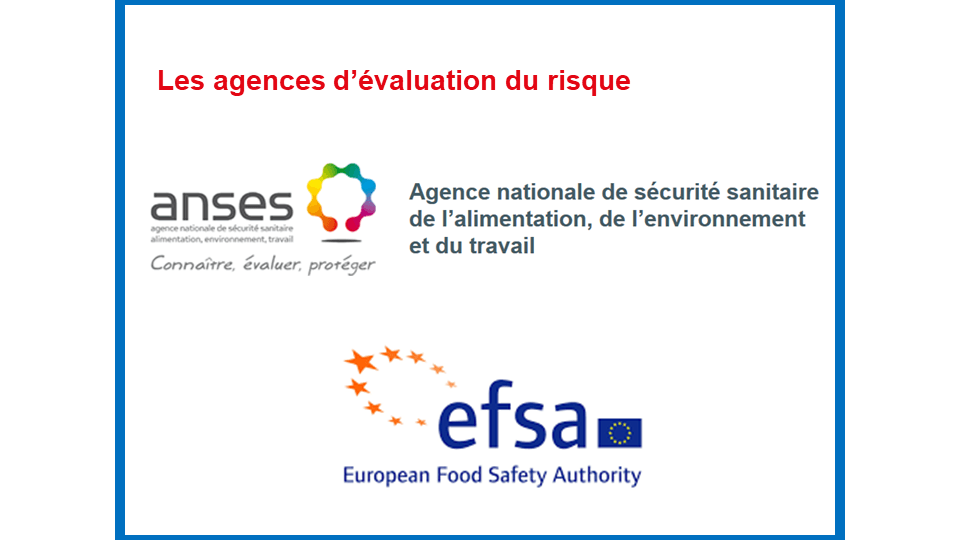 Les agences d’évaluation du risque
anses
agence nationale de sécurité sanitaire
alimentation, environnement, travail
Connaître, évaluer, protéger
Agence nationale de sécurité sanitaire
de l’alimentation, de l’environnement
et du travail
efsa
European Food Safety Authority